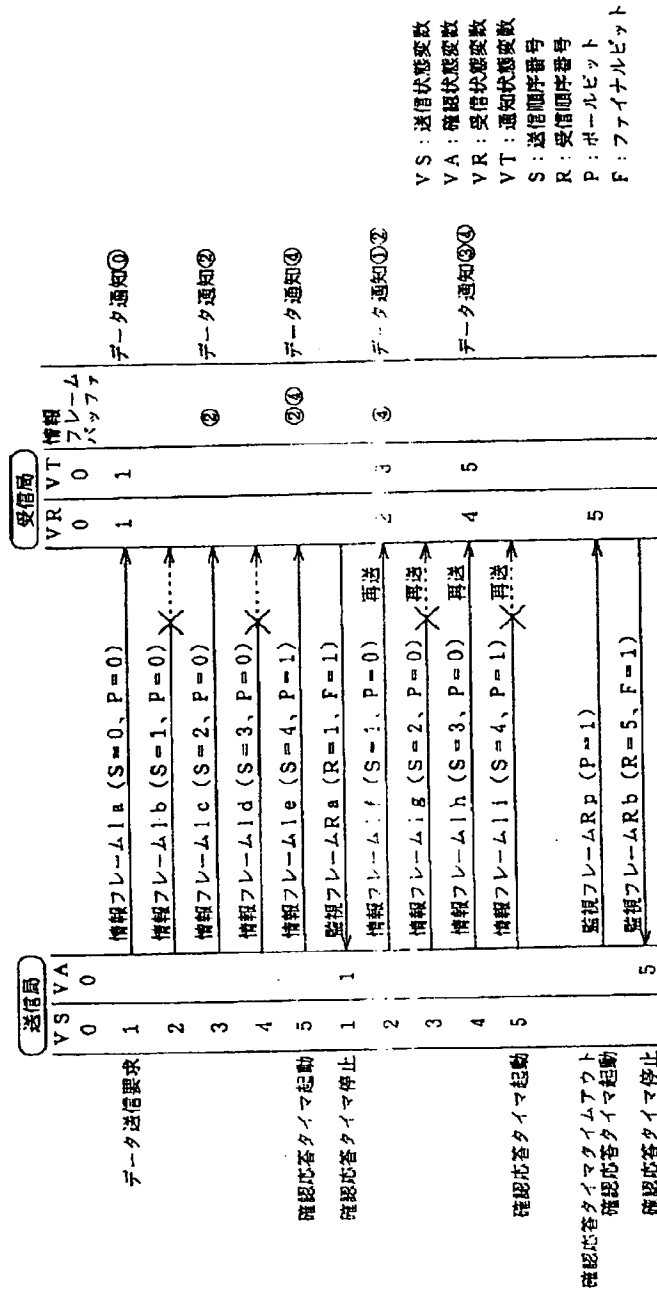 送信局
VS VA
受信局
VR VT
情報
フレーム
バッファ
0 0
0 0
データ送信要求
1
情報フレームIa (S=0、P=0)
1 1
データ通知①
2
情報フレームIb (S=1、P=0)
3
情報フレームIc (S=2、P=0)
②
データ通知②
4
情報フレームId (S=3、P=0)
確認応答タイマ起動
5
情報フレームIe (S=4、P=1)
②④
データ通知④
確認応答タイマ停止
1 1
監視フレームRa (R=1、F=1)
2
情報フレームIf (S=1、P=0)
再送
2 3
④
データ通知①②
3
情報フレームIg (S=2、P=0)
再送
4
情報フレームIh (S=3、P=0)
再送
4 5
データ通知③④
確認応答タイマ起動
5
情報フレームIi (S=4、P=1)
再送
確認応答タイマタイムアウト
確認応答タイマ起動
監視フレームRp (P=1)
5
確認応答タイマ停止
5
監視フレームRb (R=5、F=1)
VS:送信状態変数
VA:確認状態変数
VR:受信状態変数
VT:通知状態変数
S:送信順序番号
R:受信順序番号
P:ポールビット
F:ファイナルビット